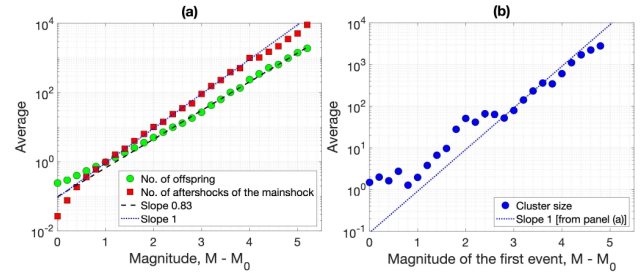 (a)
10^4
10^2
10^0
10^-2
Average
0 1 2 3 4 5
Magnitude, M - M_0
No. of offspring
No. of aftershocks of the mainshock
Slope 0.83
Slope 1
(b)
10^4
10^3
10^2
10^1
10^0
10^-1
Average
0 1 2 3 4 5
Magnitude of the first event, M - M_0
Cluster size
Slope 1 [from panel (a)]